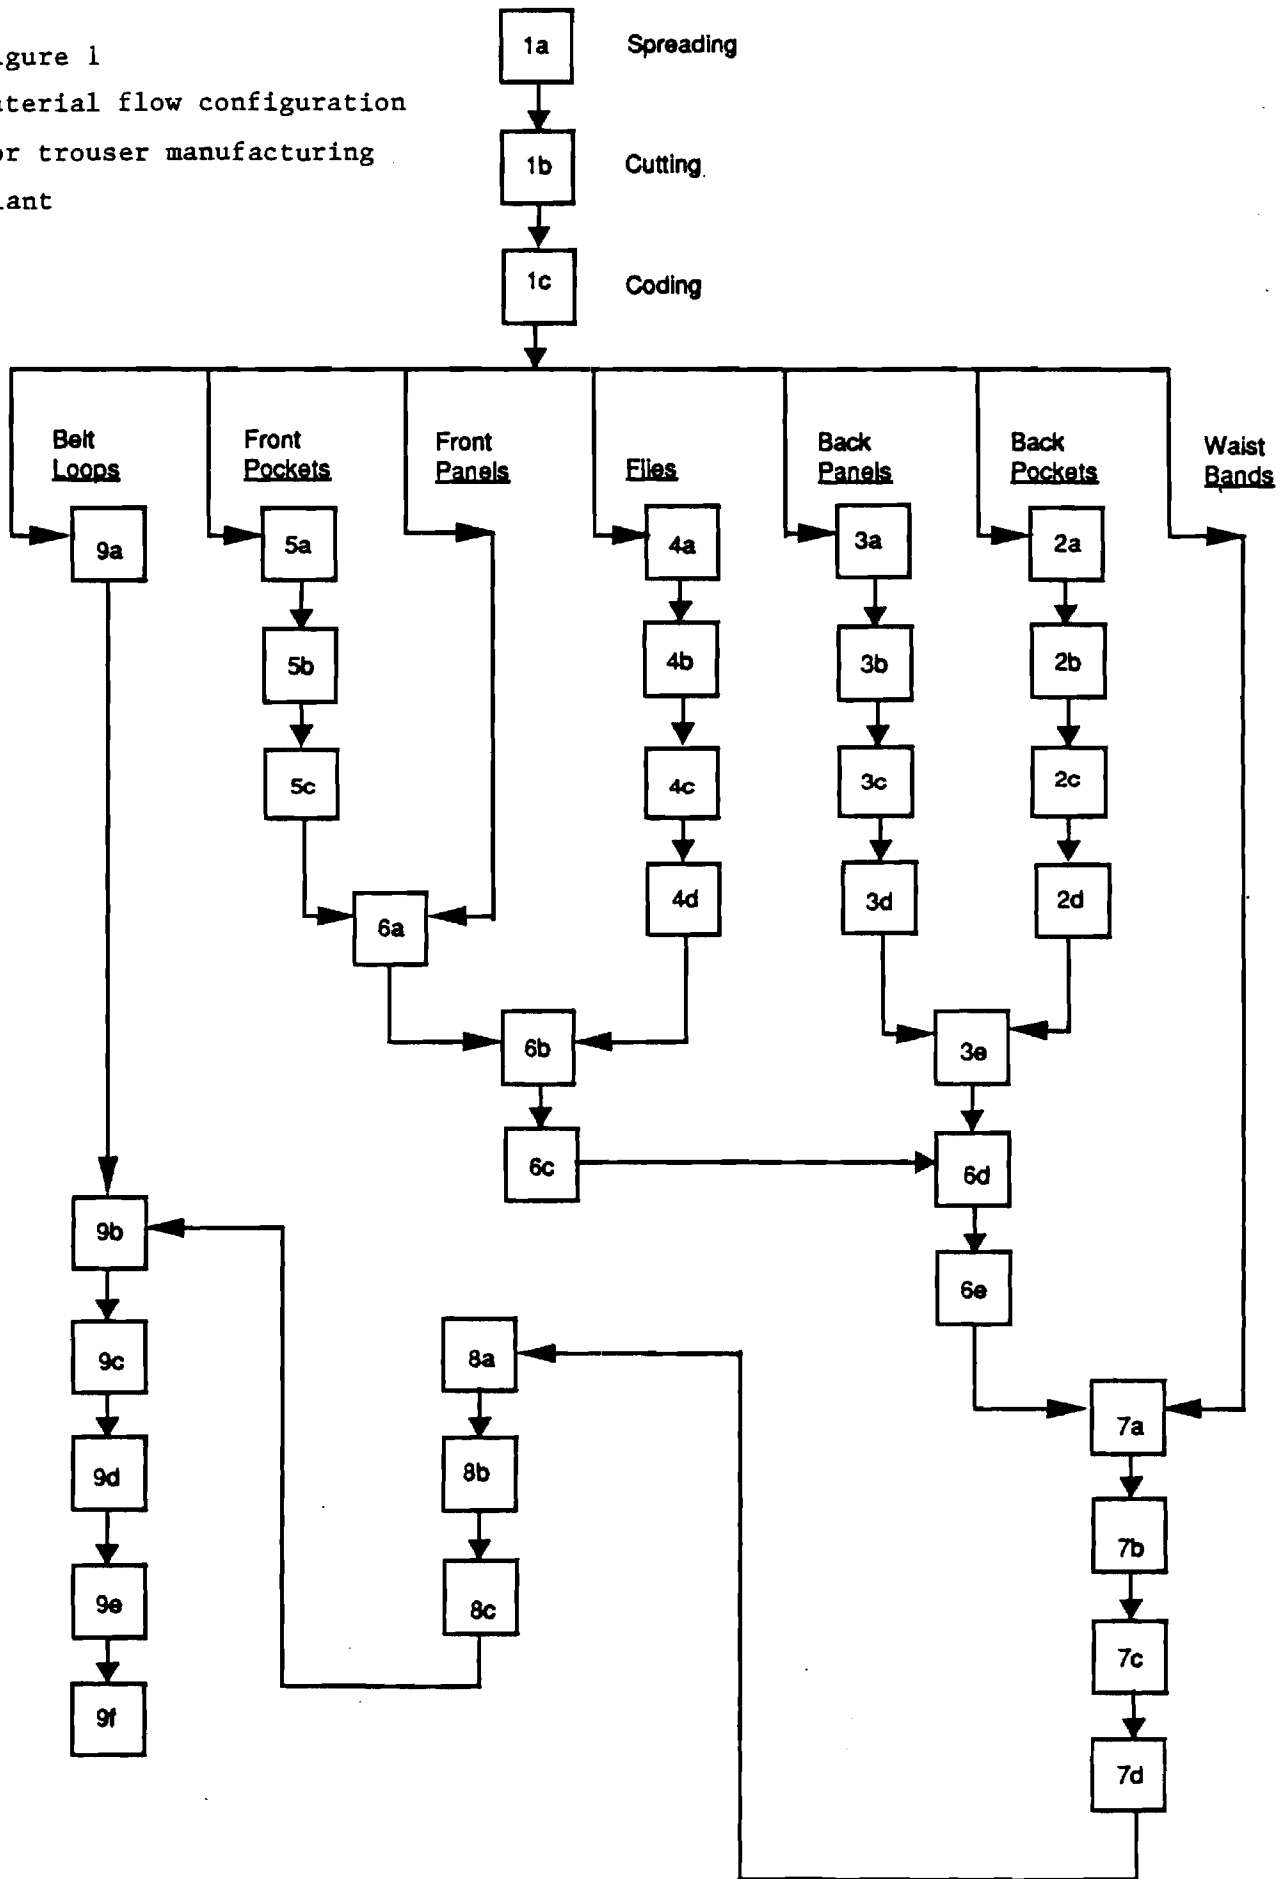 igure 1
aterial flow configuration
or trouser manufacturing
lant
1a
Spreading
1b
Cutting
1c
Coding
Belt
Loops
Front
Pockets
Front
Panels
Flies
Back
Panels
Back
Pockets
Waist
Bands
9a
5a
4a
3a
2a
5b
4b
3b
2b
5c
4c
3c
2c
6a
4d
3d
2d
6b
3e
6c
6d
9b
6e
9c
8a
7a
9d
8b
7b
9e
8c
7c
9f
7d